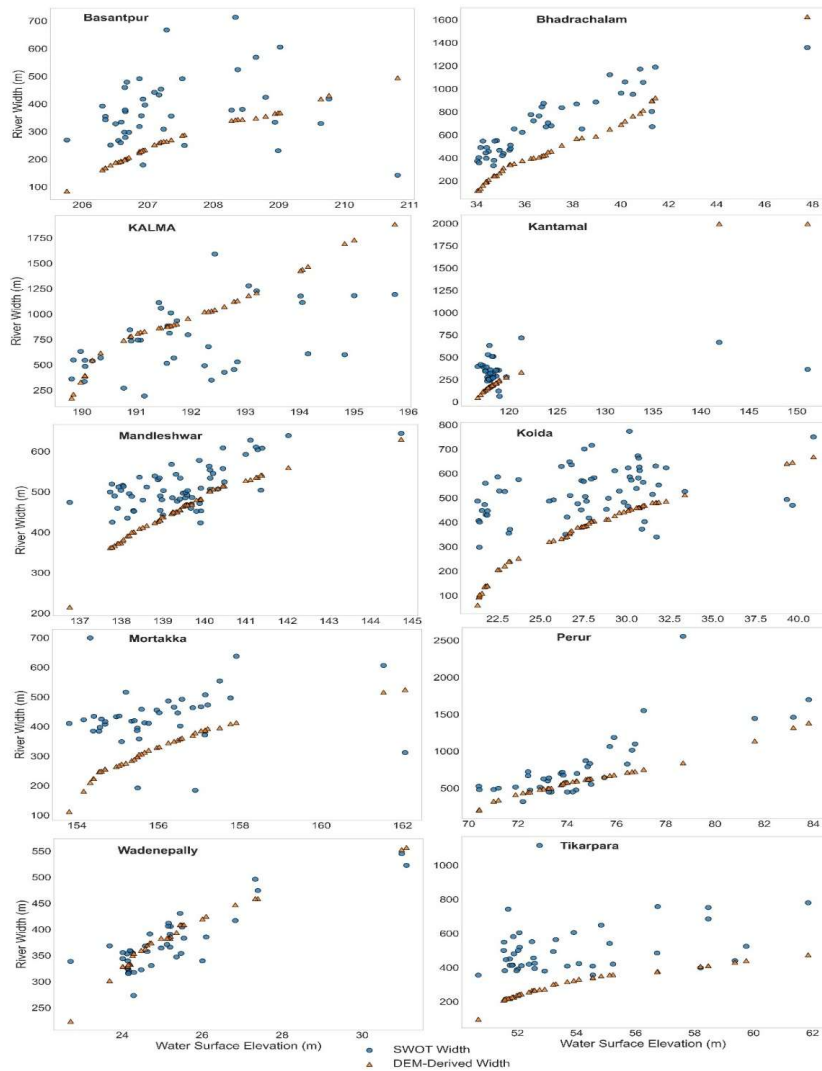 Basantpur
River Width (m)
700
600
500
400
300
200
100
206 207 208 209 210 211
Bhadrachalam
1600
1400
1200
1000
800
600
400
200
34 36 38 40 42 44 46 48
KALMA
River Width (m)
1750
1500
1250
1000
750
500
250
190 191 192 193 194 195 196
Kantamal
2000
1750
1500
1250
1000
750
500
250
0
120 125 130 135 140 145 150
Mandleshwar
River Width (m)
600
500
400
300
200
137 138 139 140 141 142 143 144 145
Koida
800
700
600
500
400
300
200
100
22.5 25.0 27.5 30.0 32.5 35.0 37.5 40.0
Mortakka
River Width (m)
700
600
500
400
300
200
100
154 156 158 160 162
Perur
2500
2000
1500
1000
500
70 72 74 76 78 80 82 84
Wadenepally
River Width (m)
550
500
450
400
350
300
250
24 26 28 30
Water Surface Elevation (m)
Tikarpara
1000
800
600
400
200
52 54 56 58 60 62
Water Surface Elevation (m)
SWOT Width
DEM-Derived Width